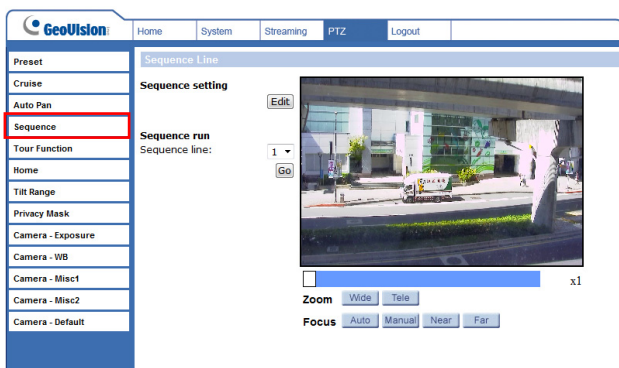 GeoVision
Home System Streaming PTZ Logout
Preset
Cruise
Auto Pan
Sequence
Tour Function
Home
Tilt Range
Privacy Mask
Camera - Exposure
Camera - WB
Camera - Misc1
Camera - Misc2
Camera - Default
Sequence Line
Sequence setting
Edit
Sequence run
Sequence line: 1
Go
x1
Zoom Wide Tele
Focus Auto Manual Near Far